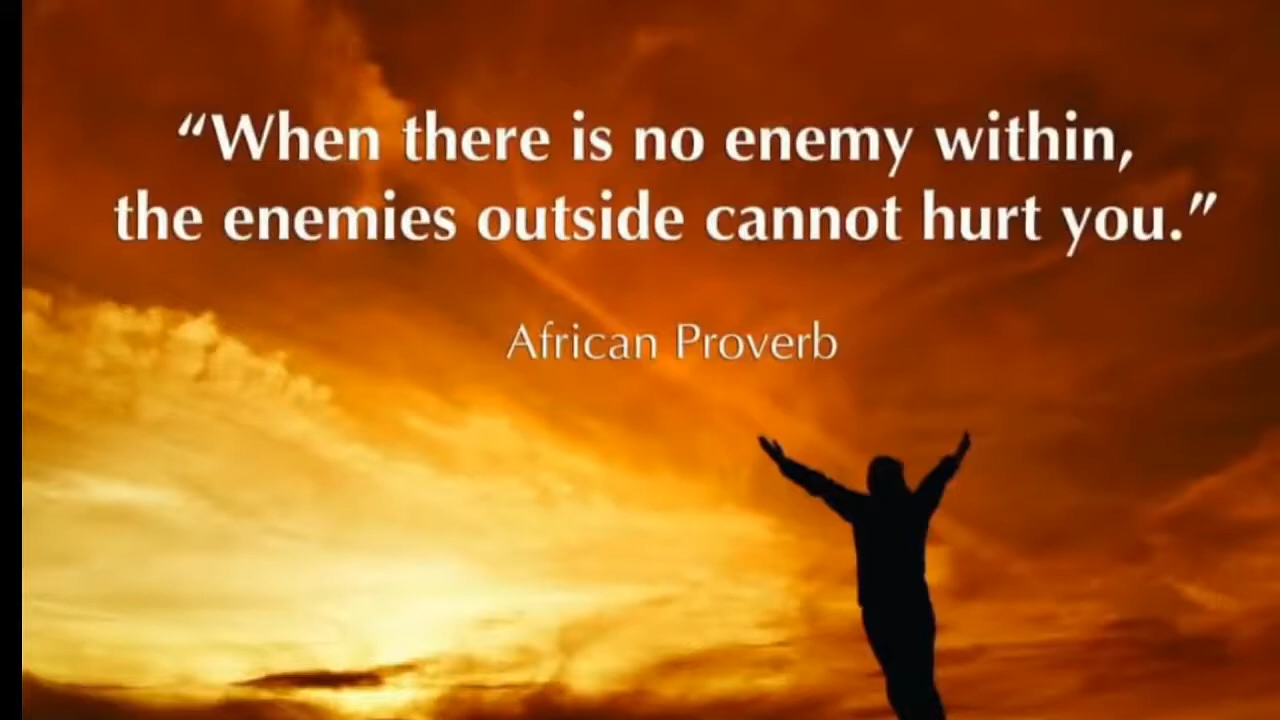 “When there is no enemy within,
the enemies outside cannot hurt you.”
African Proverb